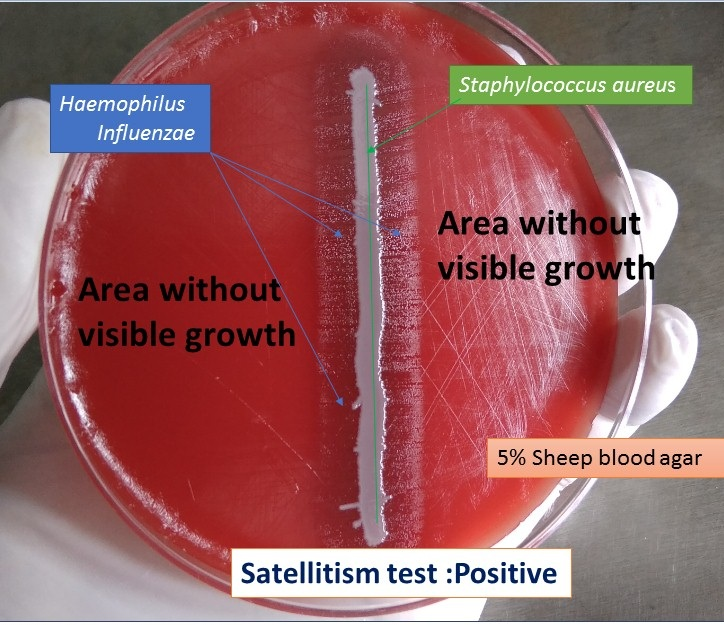 Haemophilus
Influenzae
Staphylococcus aureus
Area without
visible growth
Area without
visible growth
5% Sheep blood agar
Satellitism test :Positive